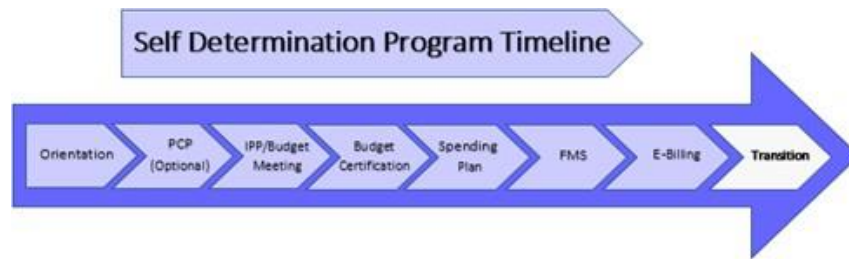 Self Determination Program Timeline
Orientation
PCP
(Optional)
IPP/Budget
Meeting
Budget
Certification
Spending
Plan
FMS
E-Billing
Transition